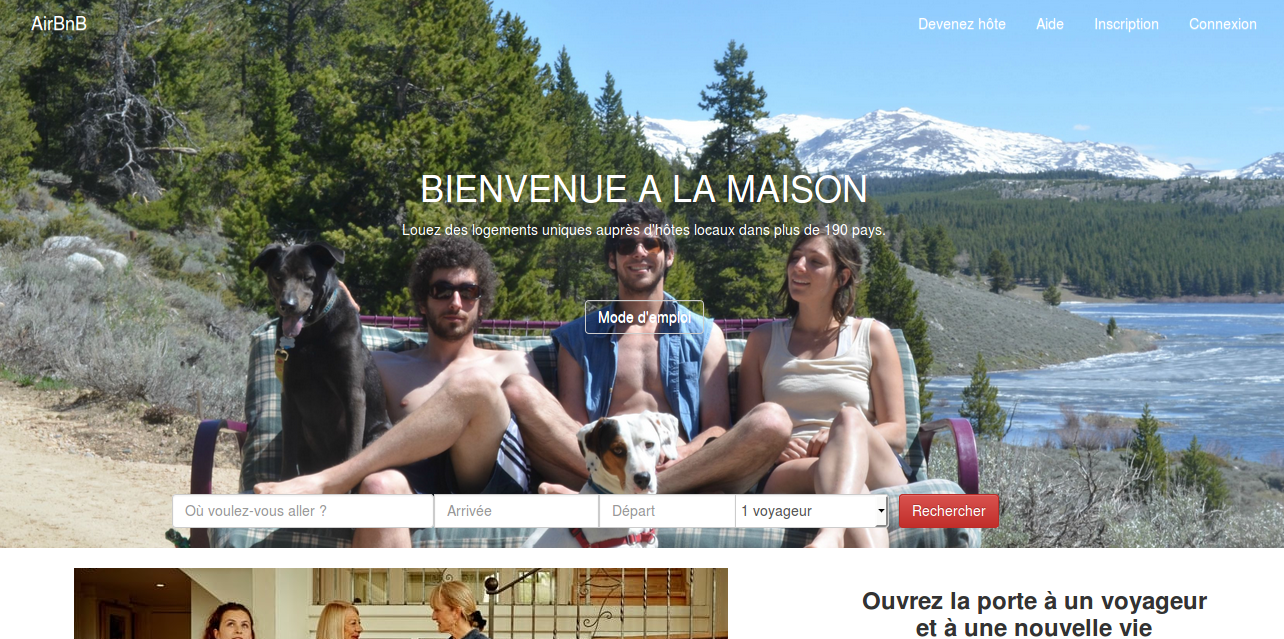 AirBnB
Devenez hôte
Aide
Inscription
Connexion
BIENVENUE A LA MAISON
Louez des logements uniques auprès d'hôtes locaux dans plus de 190 pays.
Mode d'emploi
Où voulez-vous aller ?
Arrivée
Départ
1 voyageur
Rechercher
Ouvrez la porte à un voyageur
et à une nouvelle vie